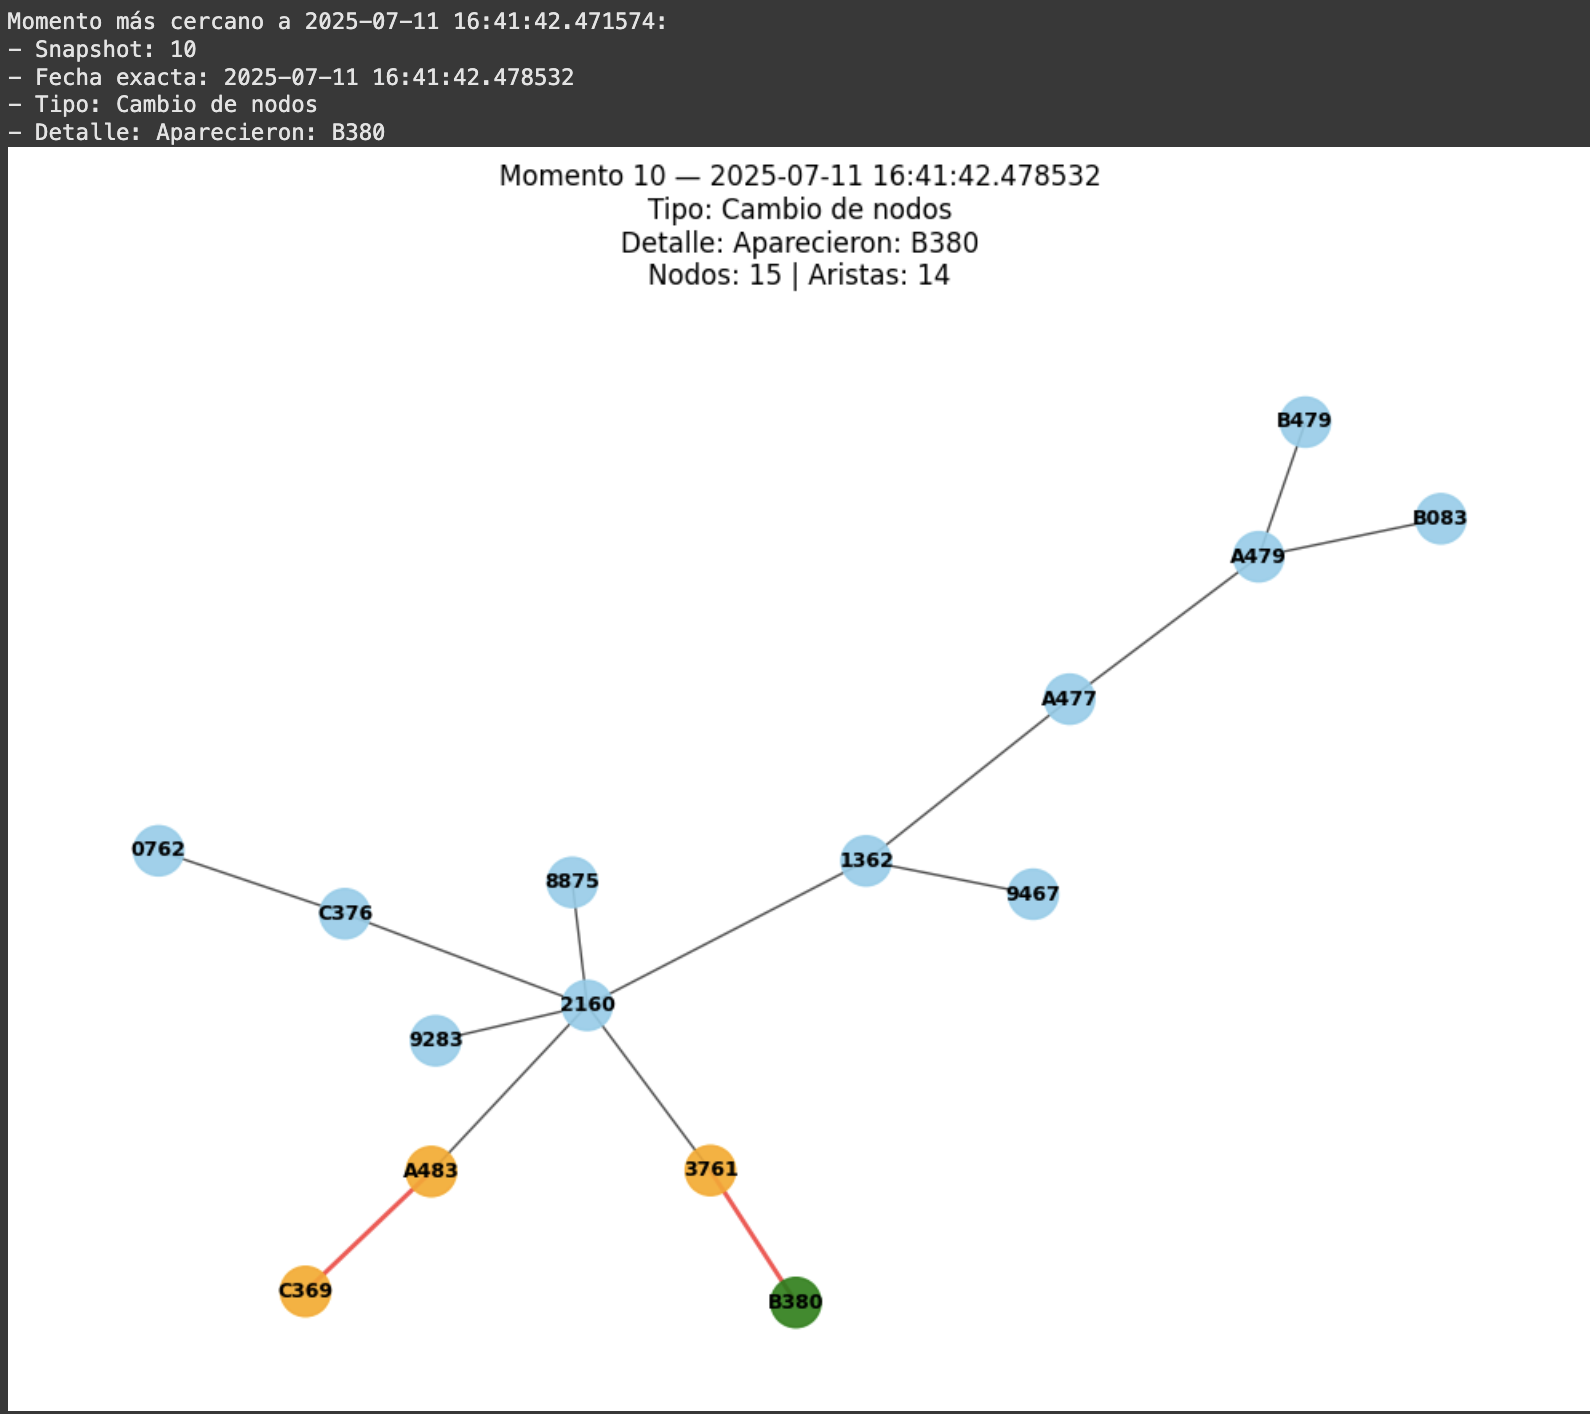 Momento más cercano a 2025-07-11 16:41:42.471574:
- Snapshot: 10
- Fecha exacta: 2025-07-11 16:41:42.478532
- Tipo: Cambio de nodos
- Detalle: Aparecieron: B380
Momento 10 — 2025-07-11 16:41:42.478532
Tipo: Cambio de nodos
Detalle: Aparecieron: B380
Nodos: 15 | Aristas: 14
B479
B083
A479
A477
0762
1362
8875
9467
C376
2160
9283
A483
3761
C369
B380